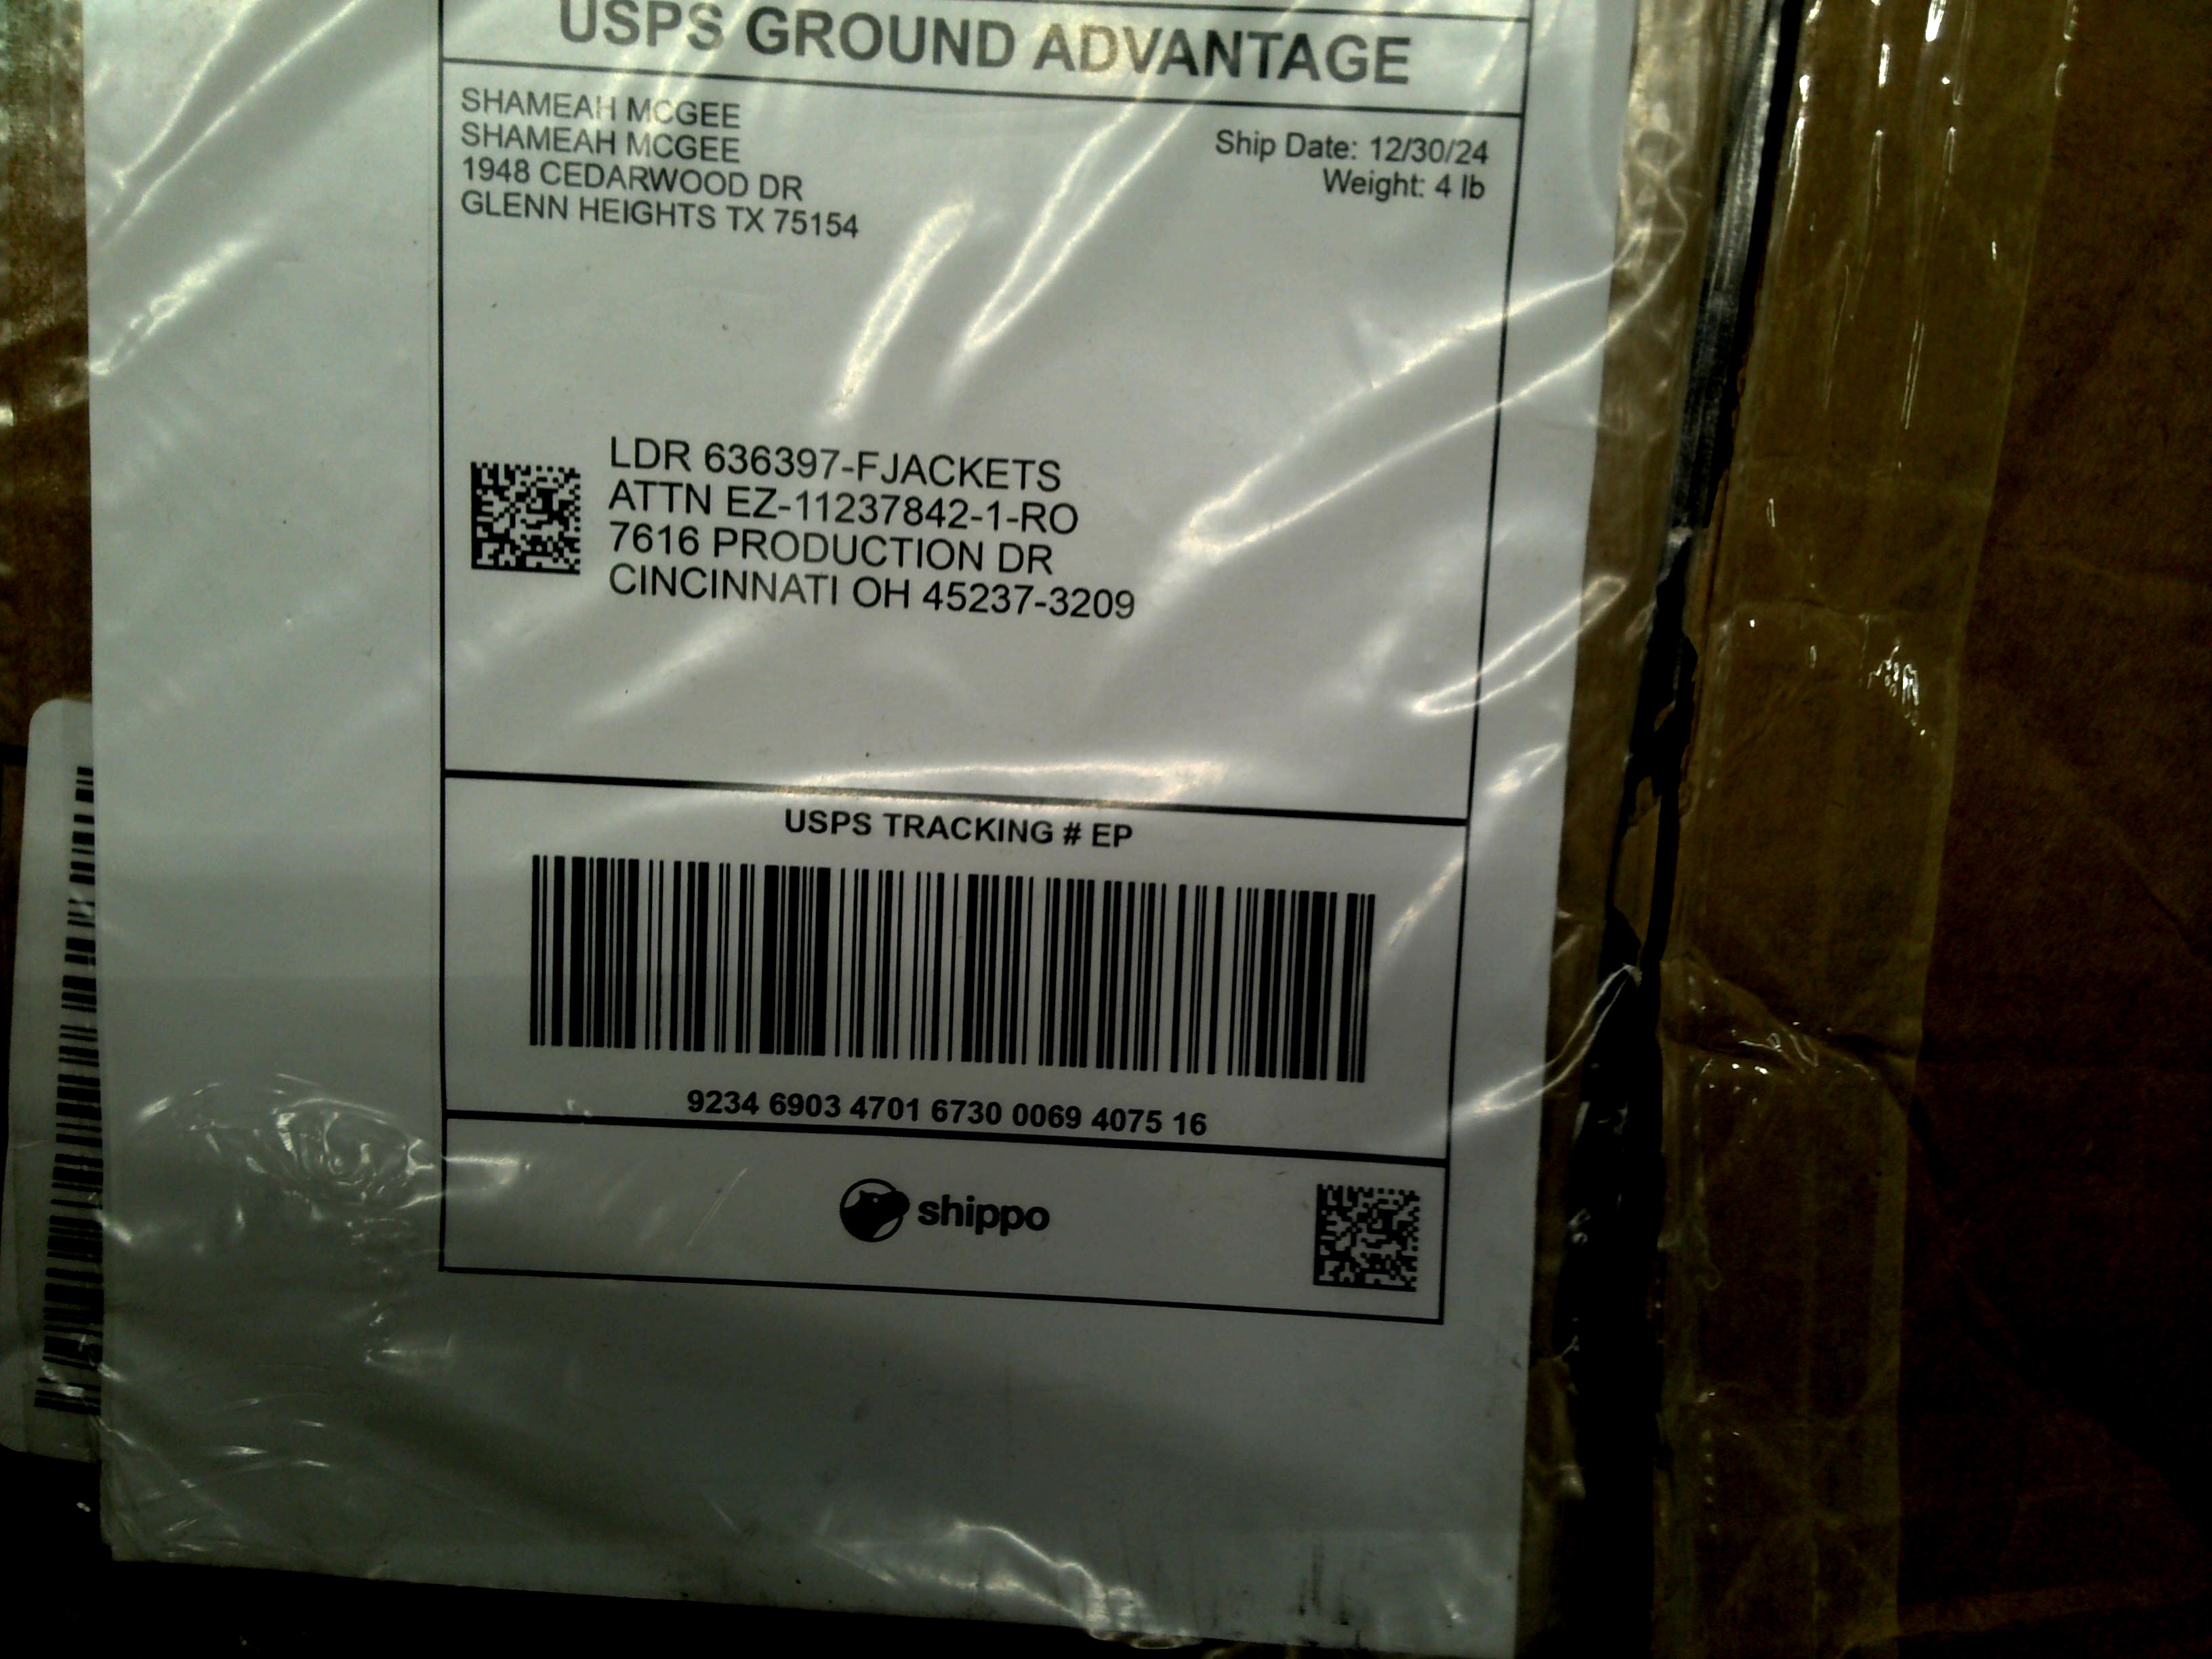 USPS GROUND ADVANTAGE
SHAMEAH MCGEE
SHAMEAH MCGEE
1948 CEDARWOOD DR
GLENN HEIGHTS TX 75154
Ship Date: 12/30/24
Weight: 4 lb
LDR 636397-FJACKETS
ATTN EZ-11237842-1-RO
7616 PRODUCTION DR
CINCINNATI OH 45237-3209
USPS TRACKING # EP
9234 6903 4701 6730 0069 4075 16
shippo